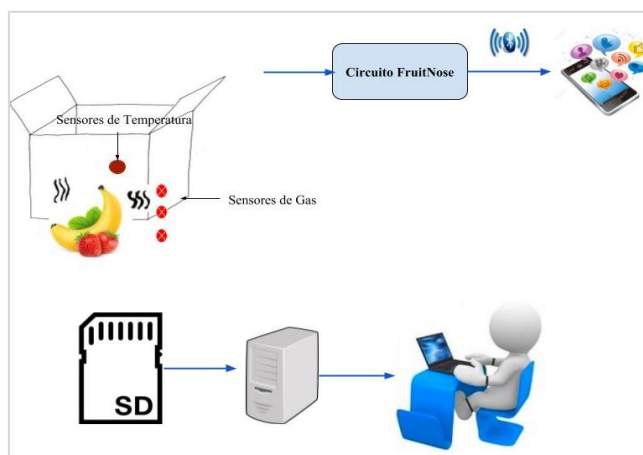 Circuito FruitNose
Sensores de Temperatura
Sensores de Gas
SD